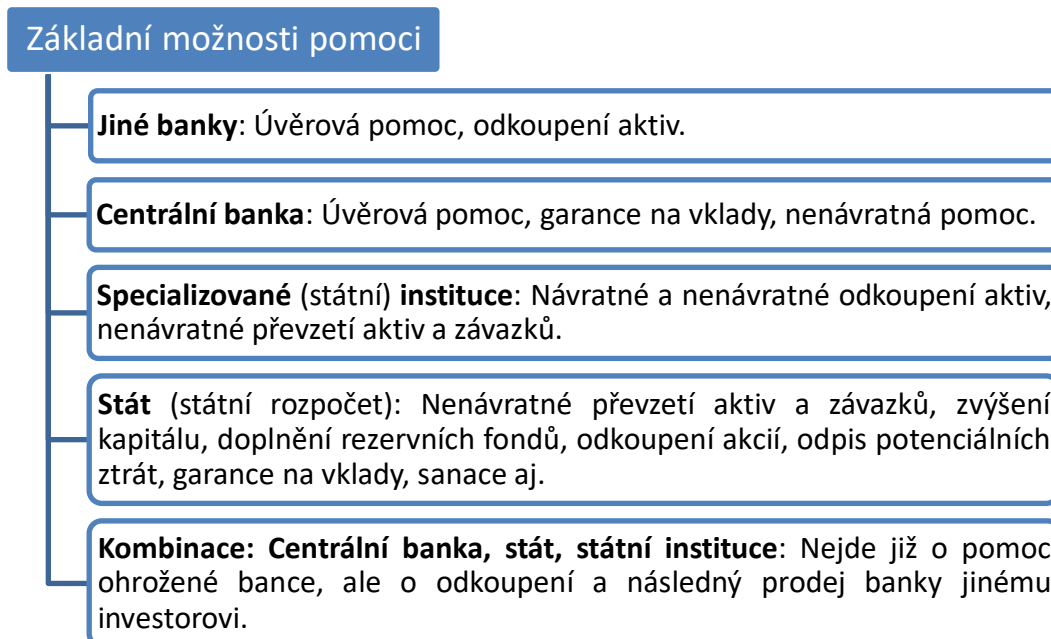 Základní možnosti pomoci
Jiné banky: Úvěrová pomoc, odkoupení aktiv.
Centrální banka: Úvěrová pomoc, garance na vklady, nenávratná pomoc.
Specializované (státní) instituce: Návratné a nenávratné odkoupení aktiv,
nenávratné převzetí aktiv a závazků.
Stát (státní rozpočet): Nenávratné převzetí aktiv a závazků, zvýšení
kapitálu, doplnění rezervních fondů, odkoupení akcií, odpis potenciálních
ztrát, garance na vklady, sanace aj.
Kombinace: Centrální banka, stát, státní instituce: Nejde již o pomoc
ohrožené bance, ale o odkoupení a následný prodej banky jinému
investorovi.